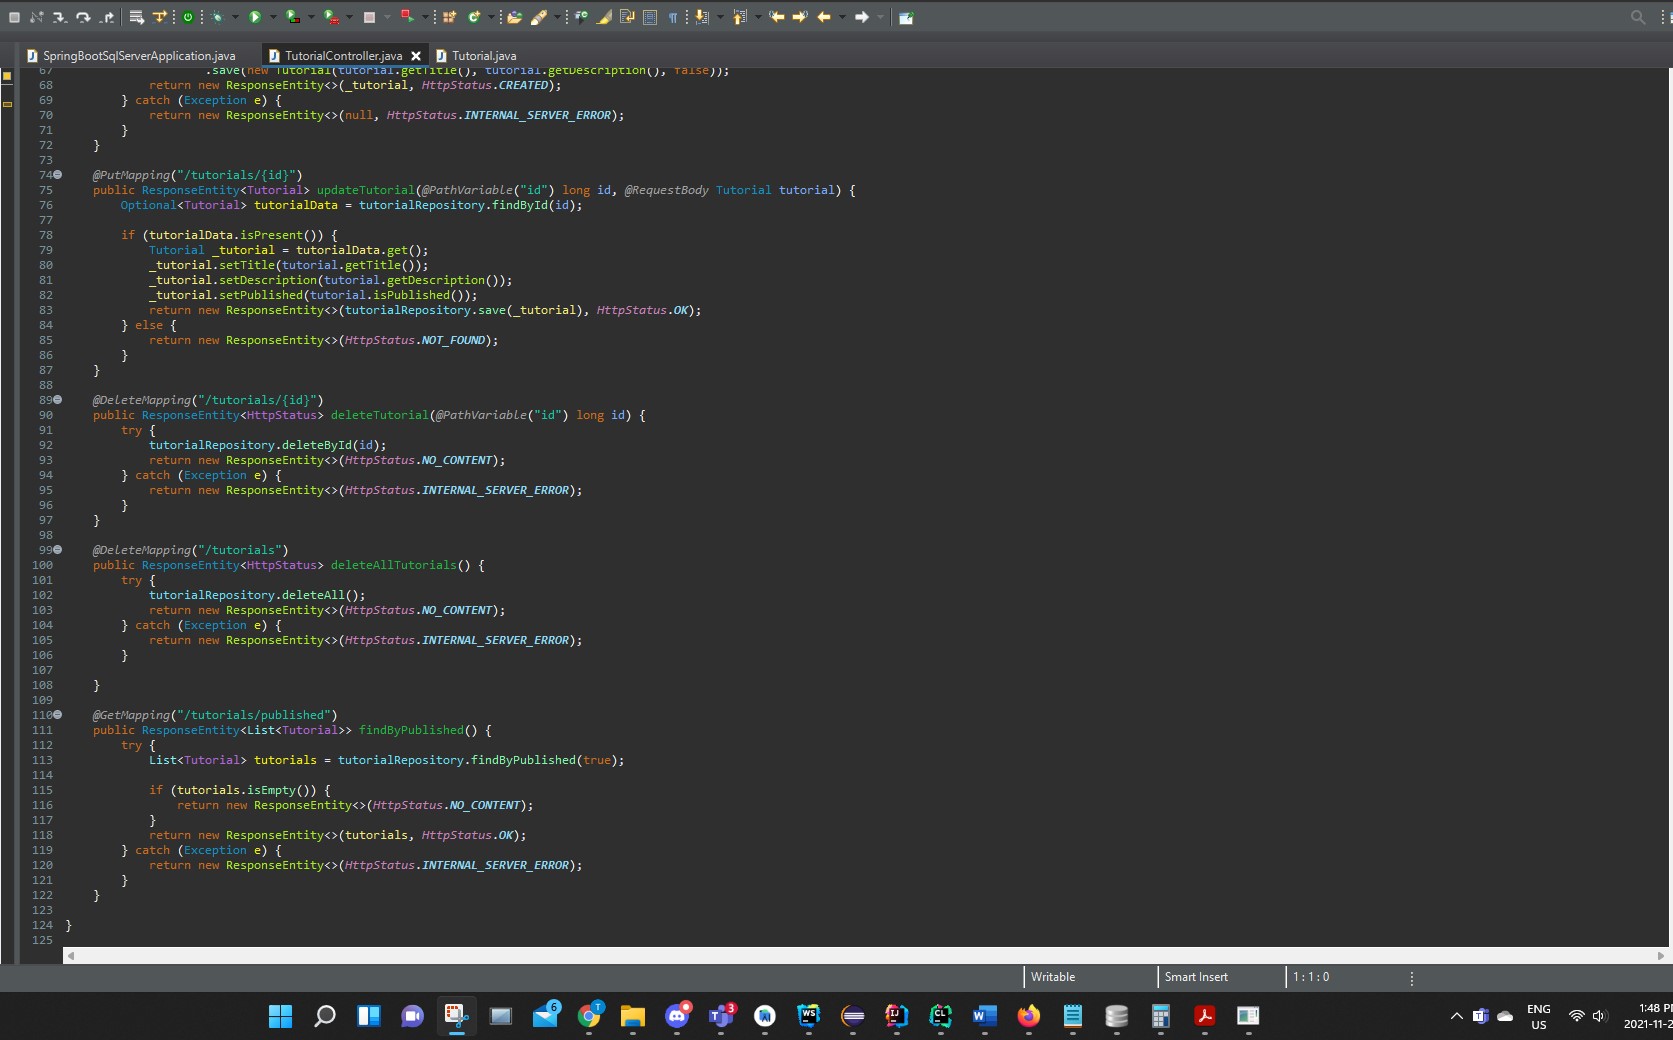 SpringBootSqlServerApplication.java TutorialController.java Tutorial.java
67 .save(new Tutorial(tutorial.getTitle(), tutorial.getDescription(), false));
68 return new ResponseEntity<>(_tutorial, HttpStatus.CREATED);
69 } catch (Exception e) {
70 return new ResponseEntity<>(null, HttpStatus.INTERNAL_SERVER_ERROR);
71 }
72 }
73
74 @PutMapping("/tutorials/{id}")
75 public ResponseEntity<Tutorial> updateTutorial(@PathVariable("id") long id, @RequestBody Tutorial tutorial) {
76 Optional<Tutorial> tutorialData = tutorialRepository.findById(id);
77
78 if (tutorialData.isPresent()) {
79 Tutorial _tutorial = tutorialData.get();
80 _tutorial.setTitle(tutorial.getTitle());
81 _tutorial.setDescription(tutorial.getDescription());
82 _tutorial.setPublished(tutorial.isPublished());
83 return new ResponseEntity<>(tutorialRepository.save(_tutorial), HttpStatus.OK);
84 } else {
85 return new ResponseEntity<>(HttpStatus.NOT_FOUND);
86 }
87 }
88
89 @DeleteMapping("/tutorials/{id}")
90 public ResponseEntity<HttpStatus> deleteTutorial(@PathVariable("id") long id) {
91 try {
92 tutorialRepository.deleteById(id);
93 return new ResponseEntity<>(HttpStatus.NO_CONTENT);
94 } catch (Exception e) {
95 return new ResponseEntity<>(HttpStatus.INTERNAL_SERVER_ERROR);
96 }
97 }
98
99 @DeleteMapping("/tutorials")
100 public ResponseEntity<HttpStatus> deleteAllTutorials() {
101 try {
102 tutorialRepository.deleteAll();
103 return new ResponseEntity<>(HttpStatus.NO_CONTENT);
104 } catch (Exception e) {
105 return new ResponseEntity<>(HttpStatus.INTERNAL_SERVER_ERROR);
106 }
107
108 }
109
110 @GetMapping("/tutorials/published")
111 public ResponseEntity<List<Tutorial>> findByPublished() {
112 try {
113 List<Tutorial> tutorials = tutorialRepository.findByPublished(true);
114
115 if (tutorials.isEmpty()) {
116 return new ResponseEntity<>(HttpStatus.NO_CONTENT);
117 }
118 return new ResponseEntity<>(tutorials, HttpStatus.OK);
119 } catch (Exception e) {
120 return new ResponseEntity<>(HttpStatus.INTERNAL_SERVER_ERROR);
121 }
122 }
123
124 }
125
Writable Smart Insert 1 : 1 : 0
6 T 3 WS IJ CL W
ENG 1:48 P
US 2021-11-2